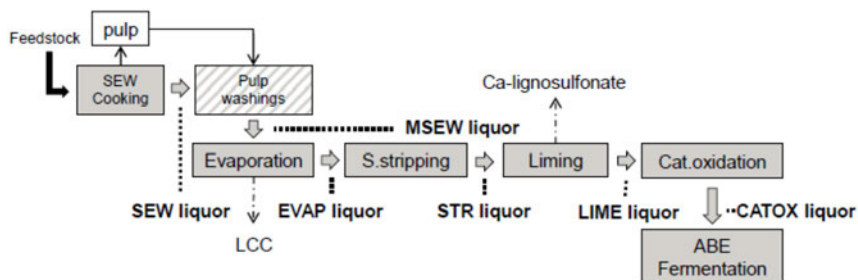 pulp
Feedstock
SEW
Cooking
Pulp
washings
Ca-lignosulfonate
MSEW liquor
Evaporation
S.stripping
Liming
Cat.oxidation
SEW liquor
EVAP liquor
STR liquor
LIME liquor
CATOX liquor
LCC
ABE
Fermentation